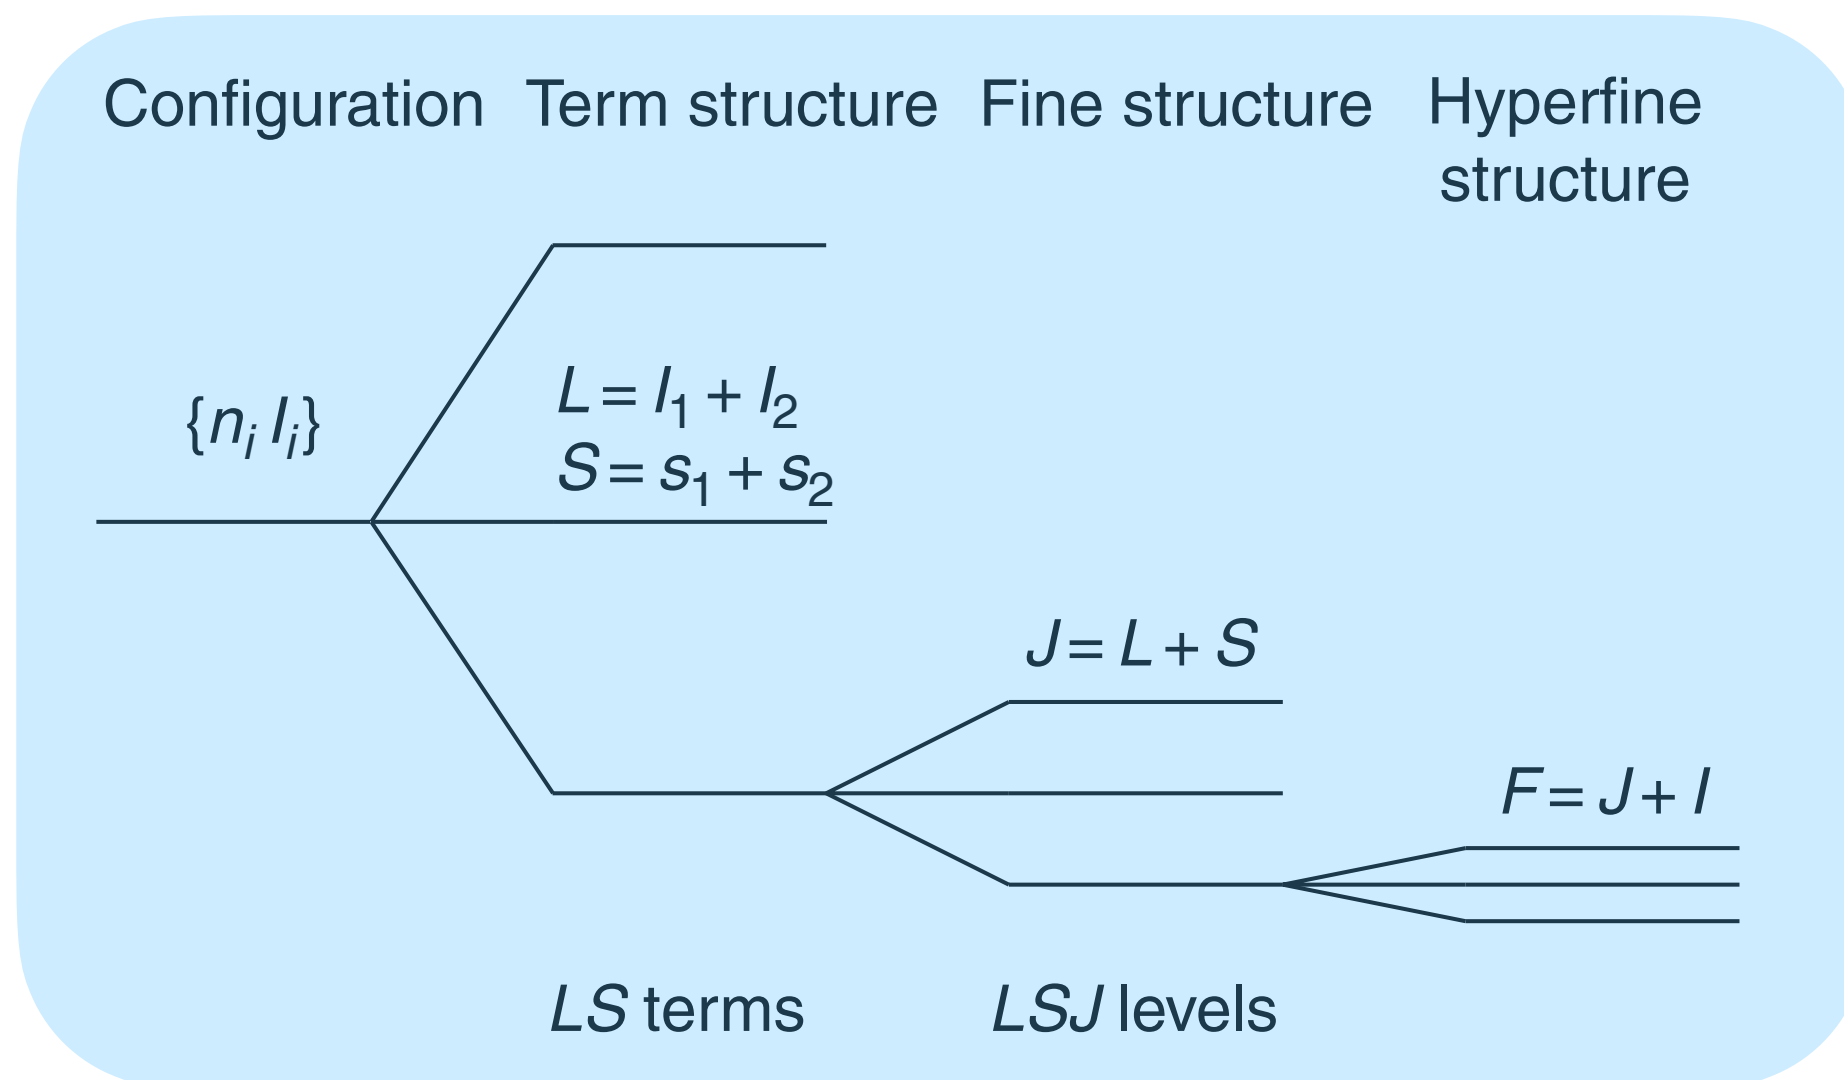 Configuration
Term structure
Fine structure
Hyperfine
structure
{nᵢ lᵢ}
L = l₁ + l₂
S = s₁ + s₂
J = L + S
F = J + I
LS terms
LSJ levels